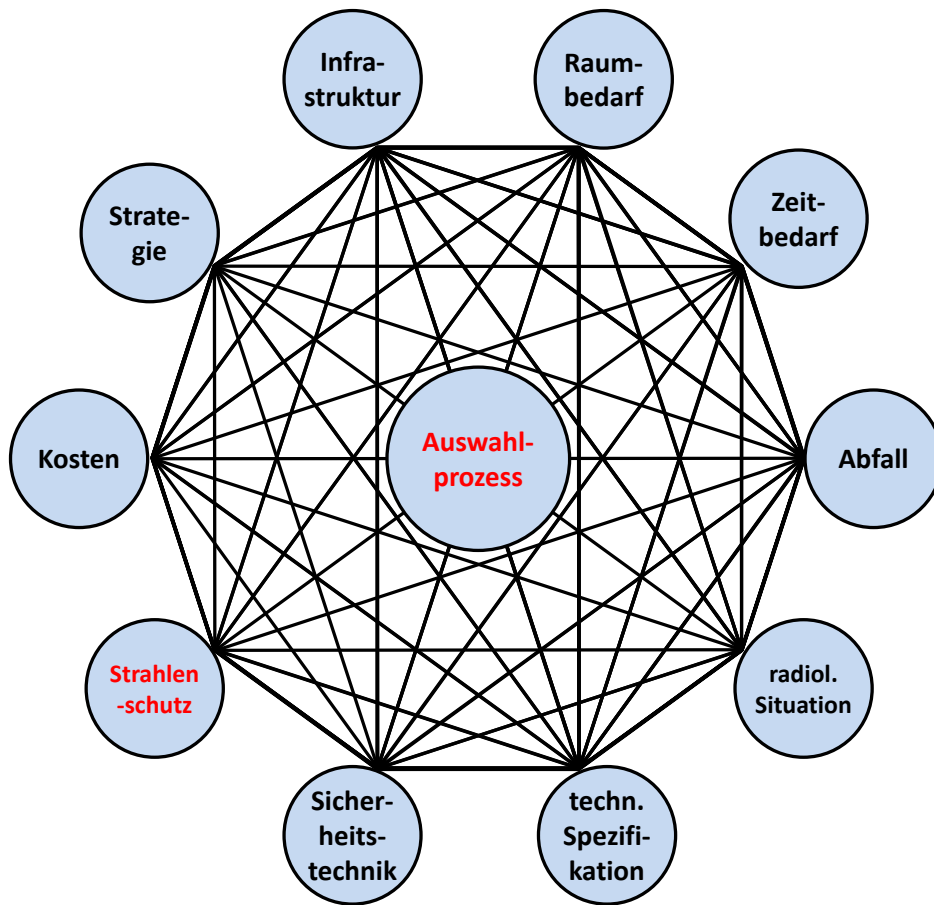 Infra-
struktur
Raum-
bedarf
Strate-
gie
Zeit-
bedarf
Kosten
Auswahl-
prozess
Abfall
Strahlen
-schutz
radiol.
Situation
Sicher-
heits-
technik
techn.
Spezifi-
kation